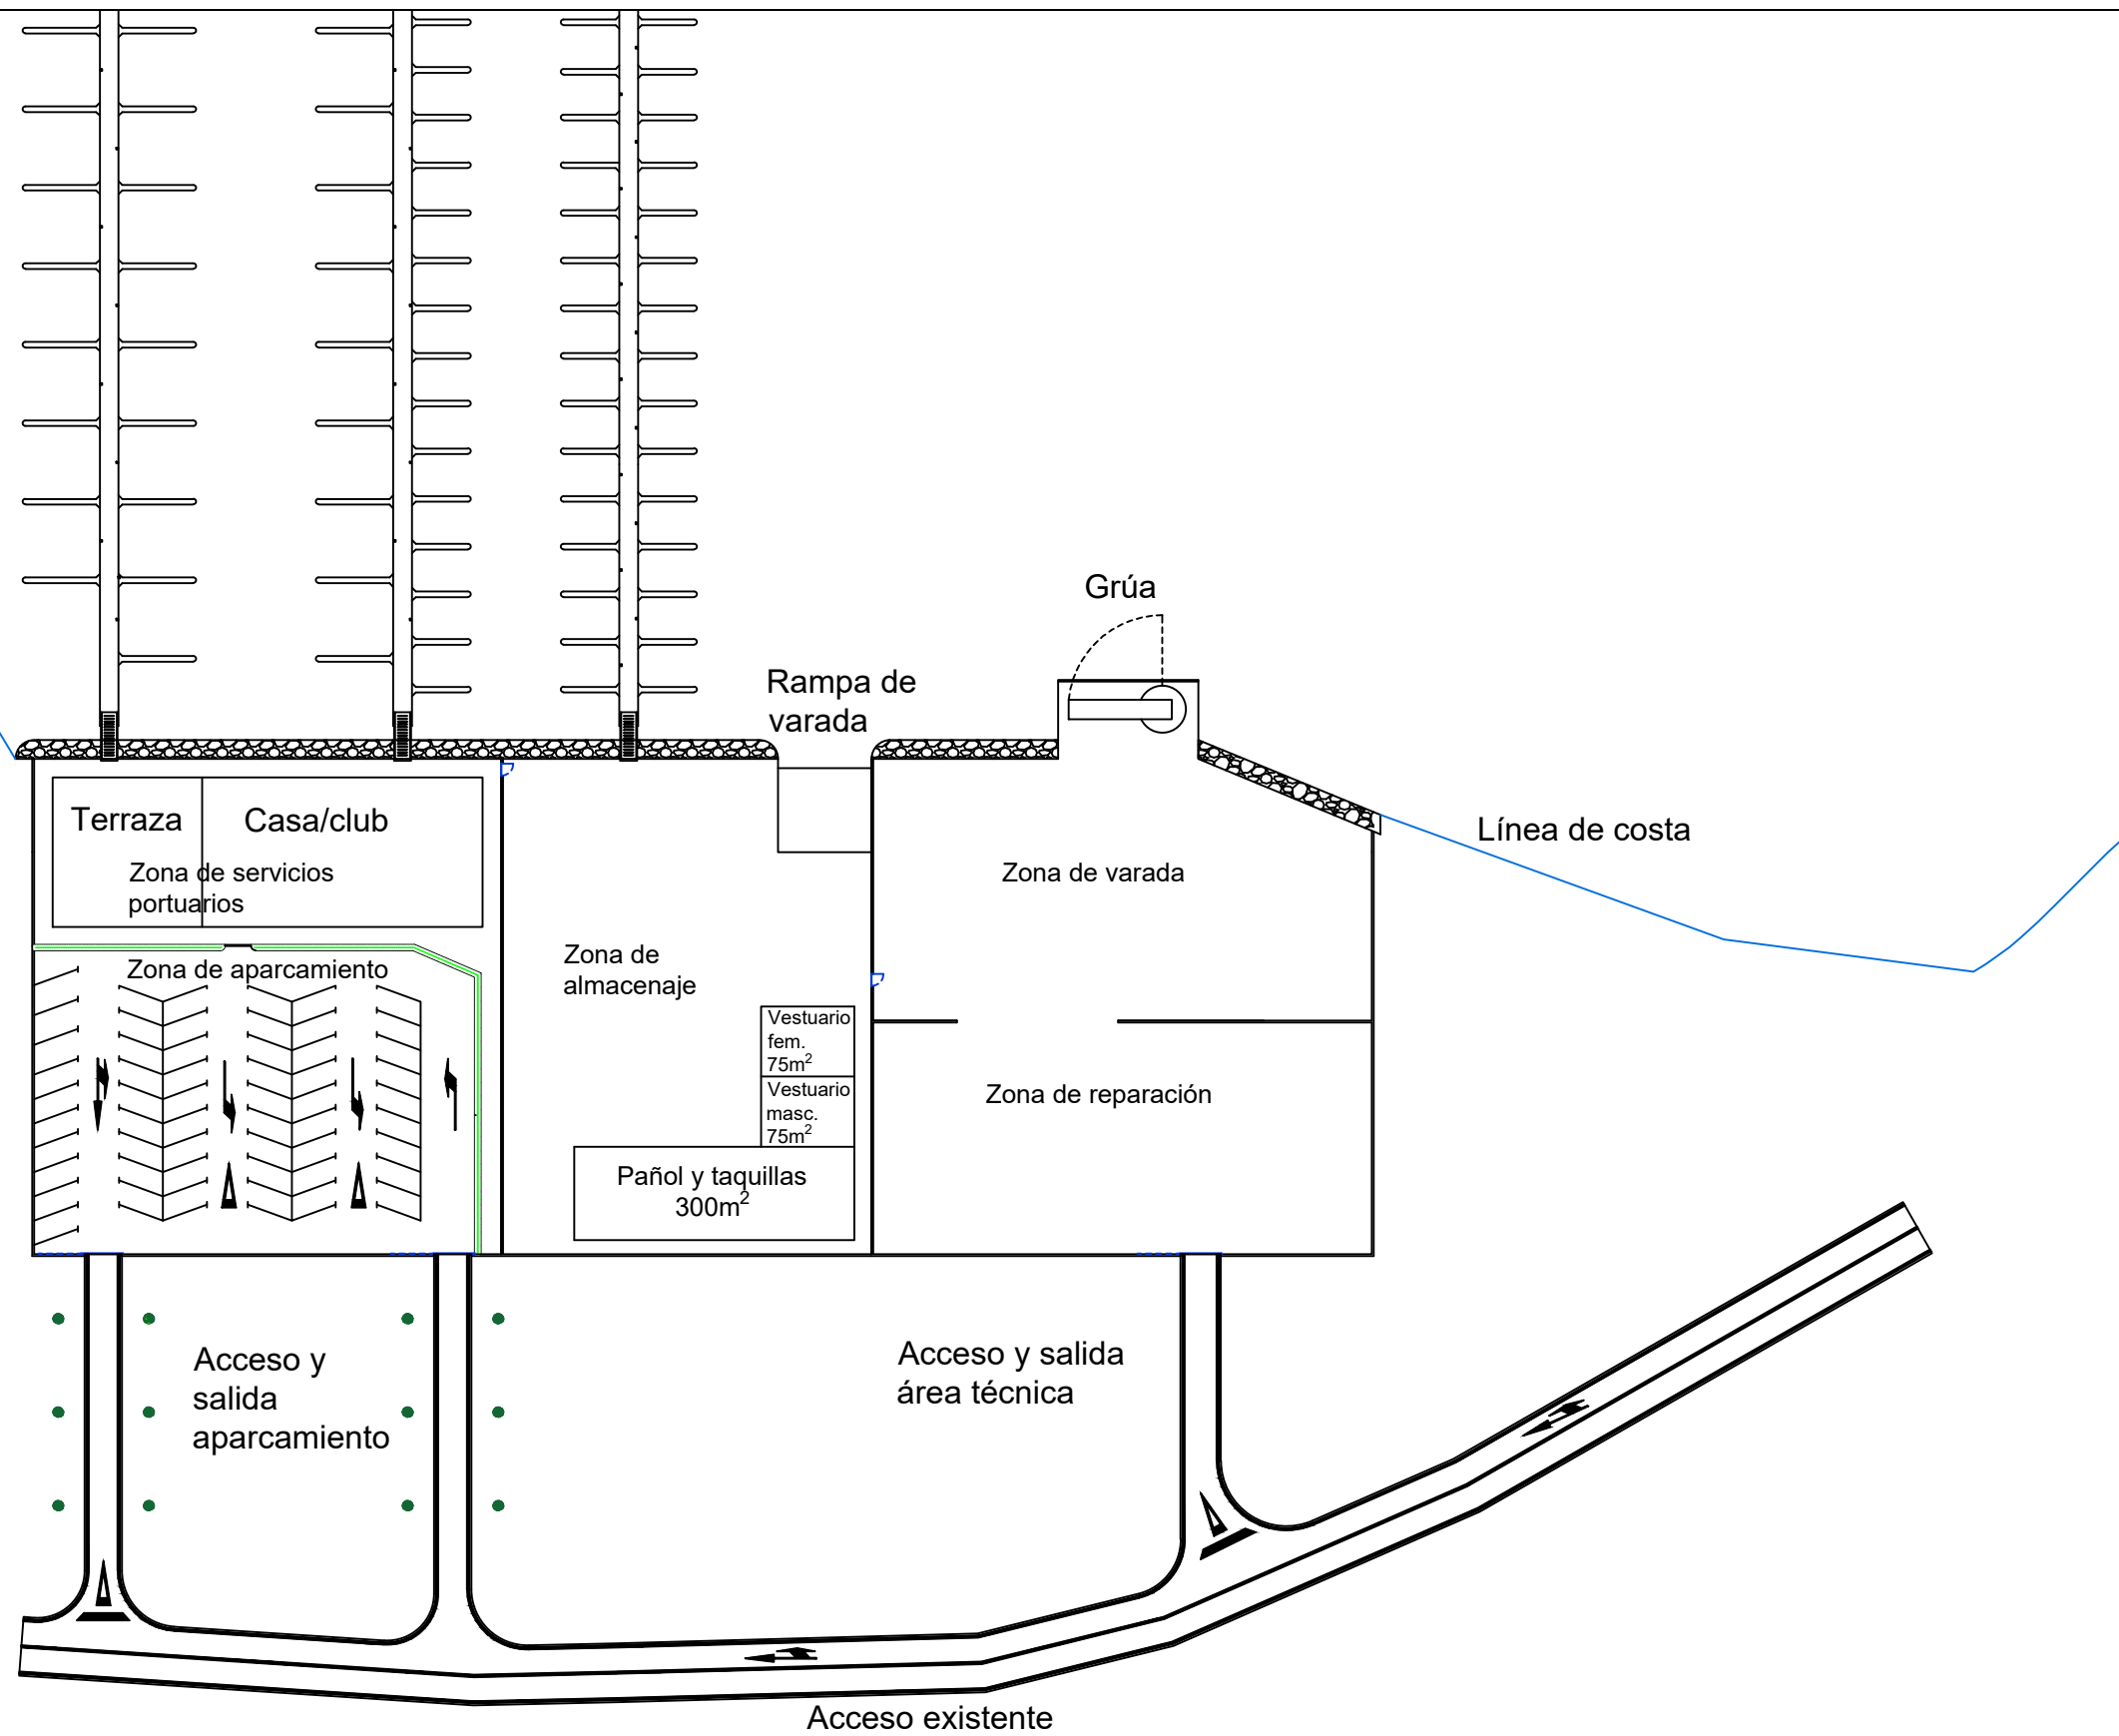 Grúa
Rampa de
varada
Terraza
Casa/club
Línea de costa
Zona de servicios
portuarios
Zona de varada
Zona de
almacenaje
Zona de aparcamiento
Vestuario
fem.
75m²
Vestuario
masc.
75m²
Zona de reparación
Pañol y taquillas
300m²
Acceso y
salida
aparcamiento
Acceso y salida
área técnica
Acceso existente